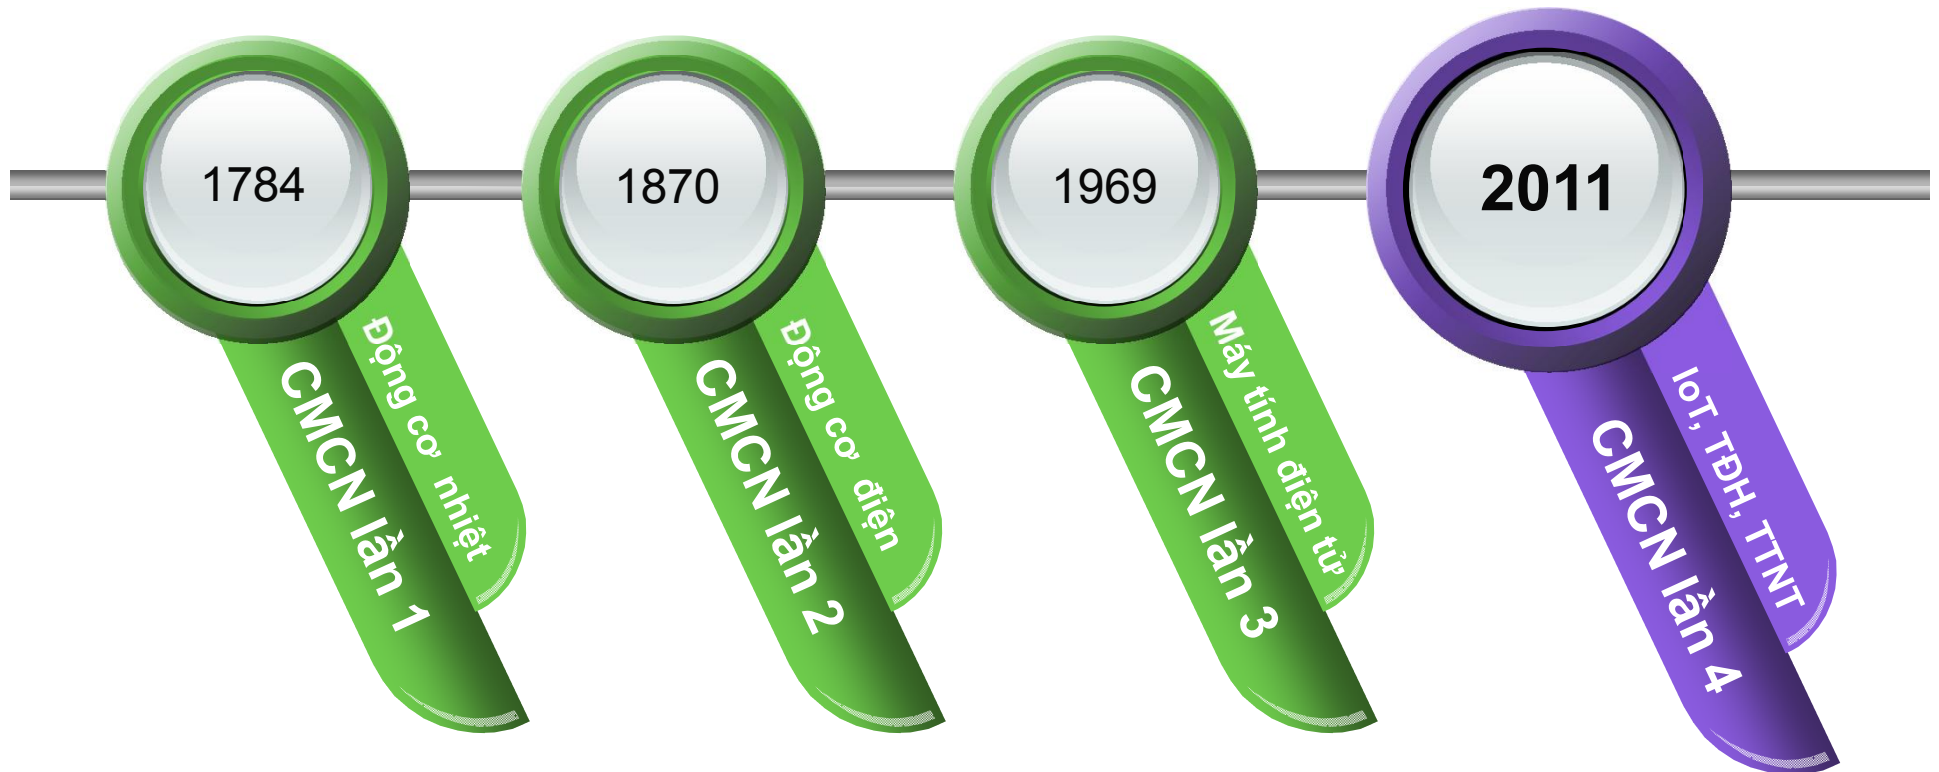 1784
1870
1969
2011
Động cơ nhiệt
CMCN lần 1
Động cơ điện
CMCN lần 2
Máy tính điện tử
CMCN lần 3
IoT, TĐH, TTNT
CMCN lần 4